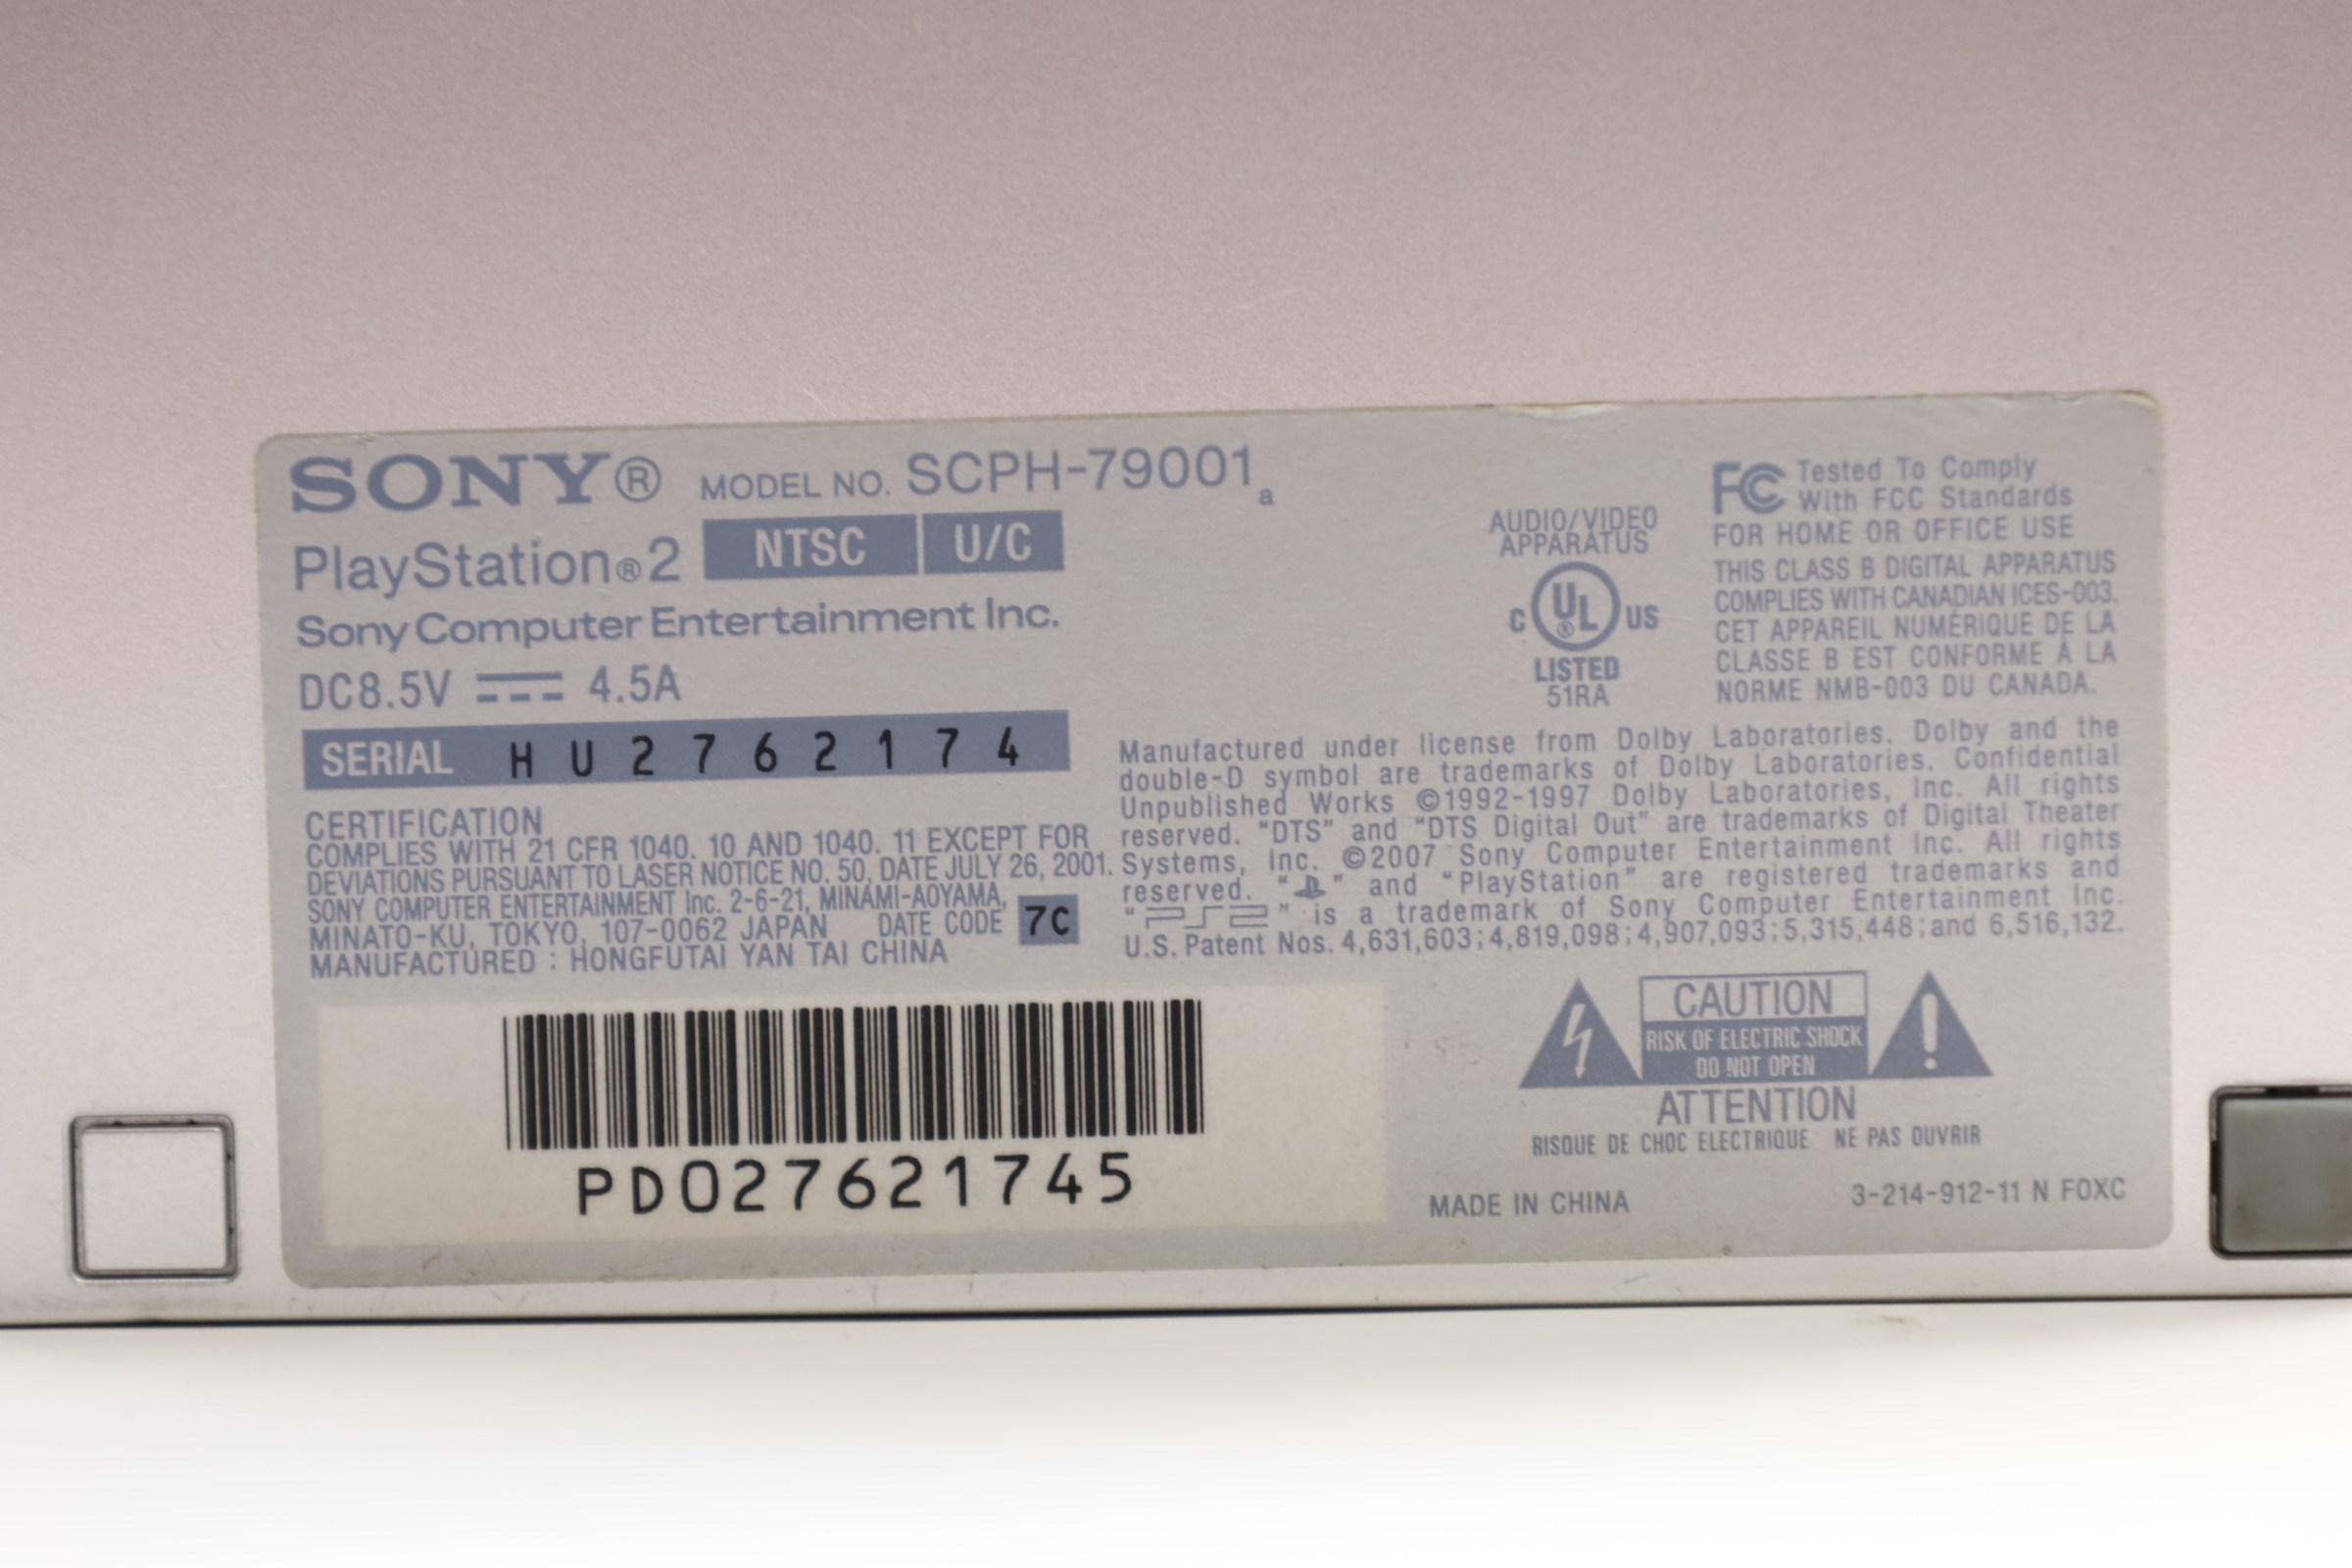 SONY® MODEL NO. SCPH-79001a
PlayStation®2 NTSC U/C
Sony Computer Entertainment Inc.
DC8.5V 4.5A
SERIAL HU2762174
CERTIFICATION
COMPLIES WITH 21 CFR 1040. 10 AND 1040. 11 EXCEPT FOR
DEVIATIONS PURSUANT TO LASER NOTICE NO. 50, DATE JULY 26, 2001.
SONY COMPUTER ENTERTAINMENT Inc. 2-6-21, MINAMI-AOYAMA,
MINATO-KU, TOKYO, 107-0062 JAPAN DATE CODE 7C
MANUFACTURED : HONGFUTAI YAN TAI CHINA
PD027621745
AUDIO/VIDEO
APPARATUS
C UL® US
LISTED
51RA
FC Tested To Comply
With FCC Standards
FOR HOME OR OFFICE USE
THIS CLASS B DIGITAL APPARATUS
COMPLIES WITH CANADIAN ICES-003.
CET APPAREIL NUMÉRIQUE DE LA
CLASSE B EST CONFORME À LA
NORME NMB-003 DU CANADA.
Manufactured under license from Dolby Laboratories. Dolby and the
double-D symbol are trademarks of Dolby Laboratories. Confidential
Unpublished Works ©1992-1997 Dolby Laboratories, Inc. All rights
reserved. “DTS” and “DTS Digital Out” are trademarks of Digital Theater
Systems, Inc. ©2007 Sony Computer Entertainment Inc. All rights
reserved. “ ” and “PlayStation” are registered trademarks and
“PS2” is a trademark of Sony Computer Entertainment Inc.
U.S. Patent Nos. 4,631,603;4,819,098;4,907,093;5,315,448;and 6,516,132.
CAUTION
RISK OF ELECTRIC SHOCK
DO NOT OPEN
ATTENTION
RISQUE DE CHOC ELECTRIQUE NE PAS OUVRIR
MADE IN CHINA 3-214-912-11 N FOXC